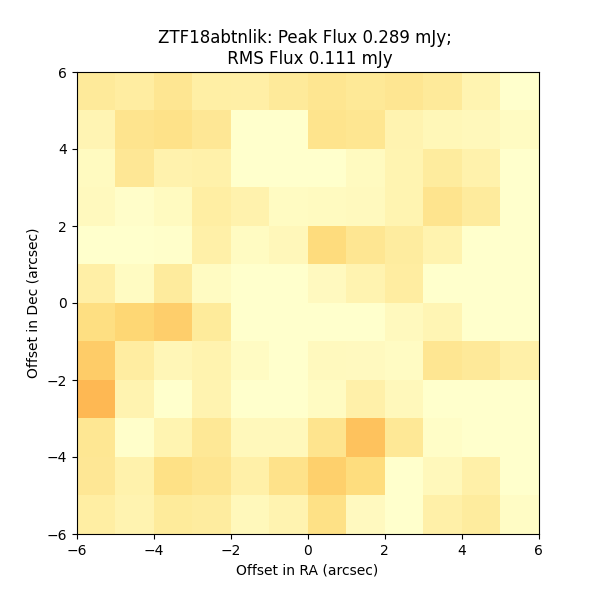 ZTF18abtnlik: Peak Flux 0.289 mJy;
RMS Flux 0.111 mJy
6
4
2
0
−2
−4
−6
Offset in Dec (arcsec)
−6 −4 −2 0 2 4 6
Offset in RA (arcsec)